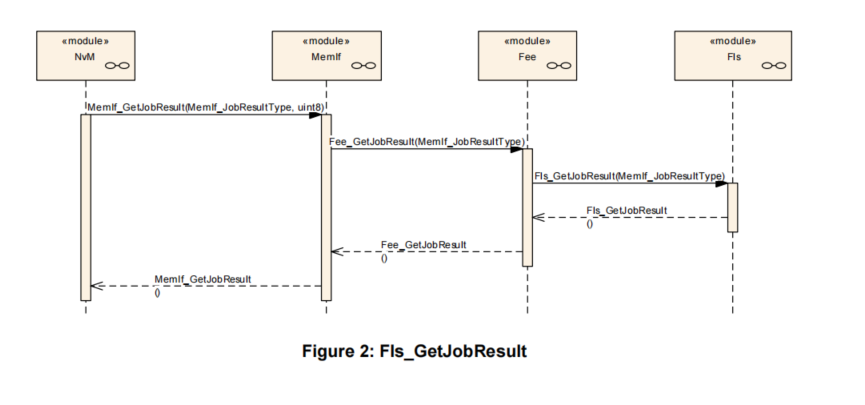 «module»
NvM
«module»
MemIf
«module»
Fee
«module»
Fls
MemIf_GetJobResult(MemIf_JobResultType, uint8)
Fee_GetJobResult(MemIf_JobResultType)
Fls_GetJobResult(MemIf_JobResultType)
Fls_GetJobResult
()
Fee_GetJobResult
()
MemIf_GetJobResult
()
Figure 2: Fls_GetJobResult